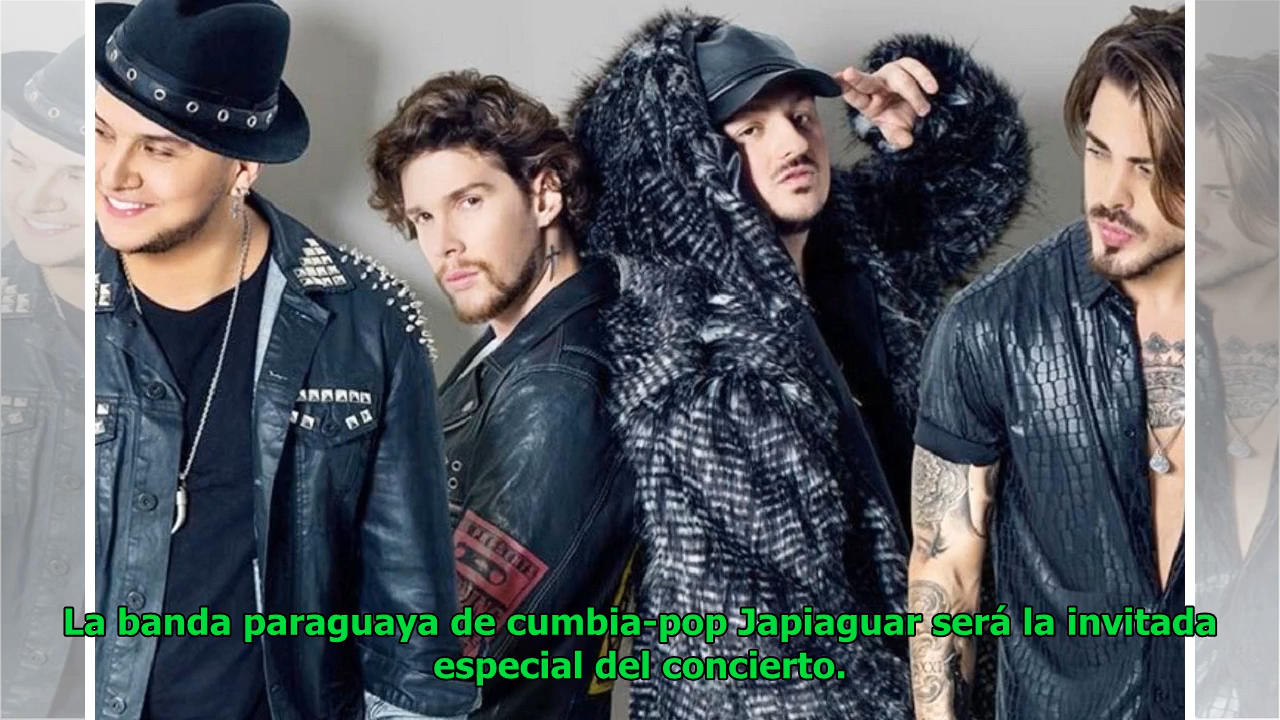 La banda paraguaya de cumbia-pop Japiaguar será la invitada
especial del concierto.